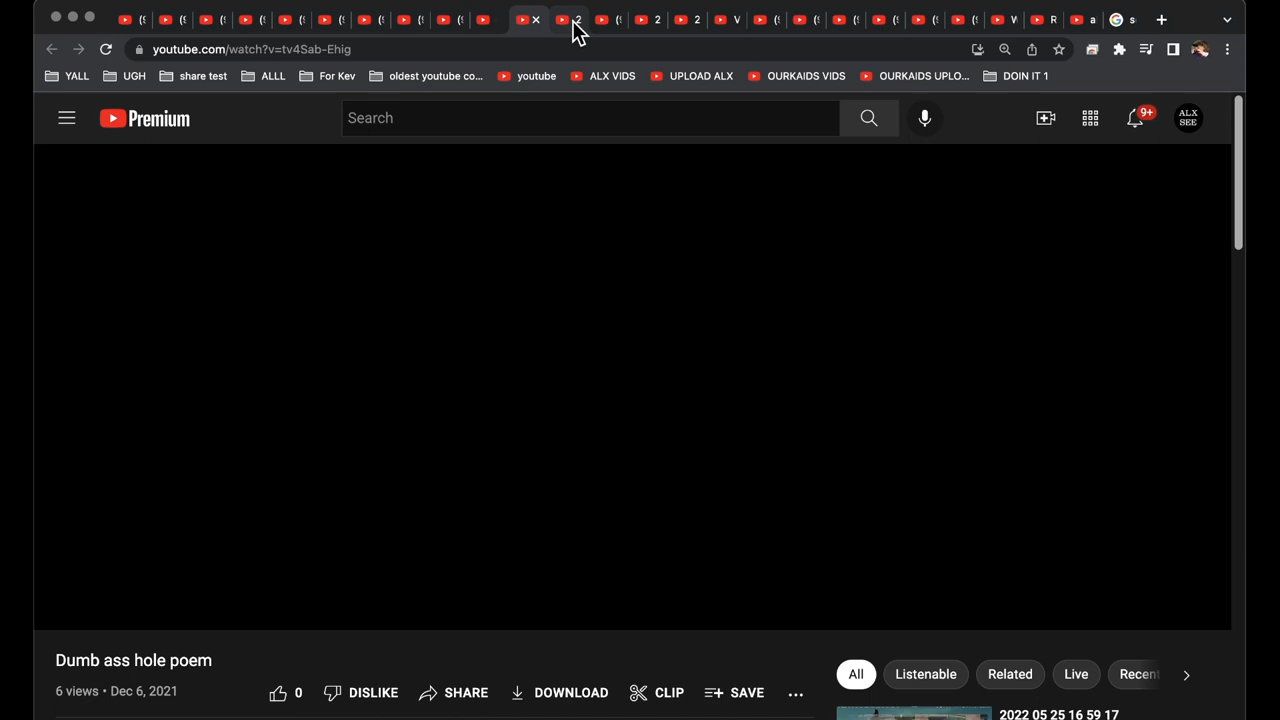 youtube.com/watch?v=tv4Sab-Ehig
YALL UGH share test ALLL For Kev oldest youtube co... youtube ALX VIDS UPLOAD ALX OURKAIDS VIDS OURKAIDS UPLO... DOIN IT 1
Premium Search 9+ ALX SEE
Dumb ass hole poem
6 views • Dec 6, 2021
0 DISLIKE SHARE DOWNLOAD CLIP SAVE ...
All Listenable Related Live Recent
2022 05 25 16 59 17